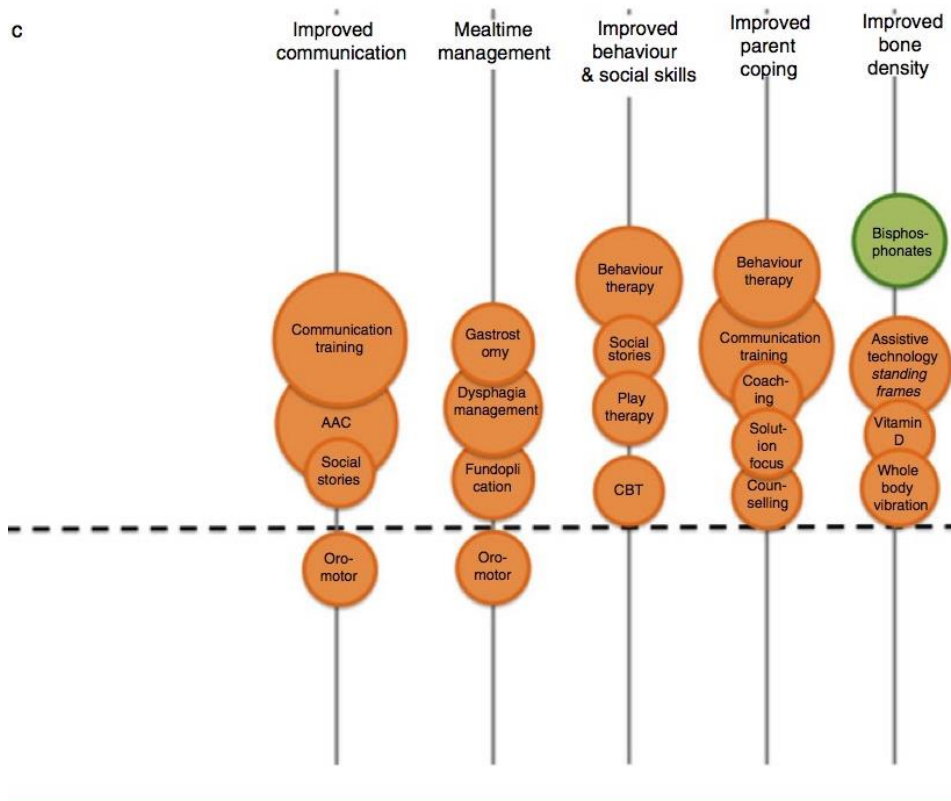 c
Improved
communication
Mealtime
management
Improved
behaviour
& social skills
Improved
parent
coping
Improved
bone
density
Communication
training
AAC
Social
stories
Oro-
motor
Gastrost
omy
Dysphagia
management
Fundopli
cation
Oro-
motor
Behaviour
therapy
Social
stories
Play
therapy
CBT
Behaviour
therapy
Communication
training
Coach-
ing
Solut-
ion
focus
Coun-
selling
Bisphos-
phonates
Assistive
technology
standing
frames
Vitamin
D
Whole
body
vibration